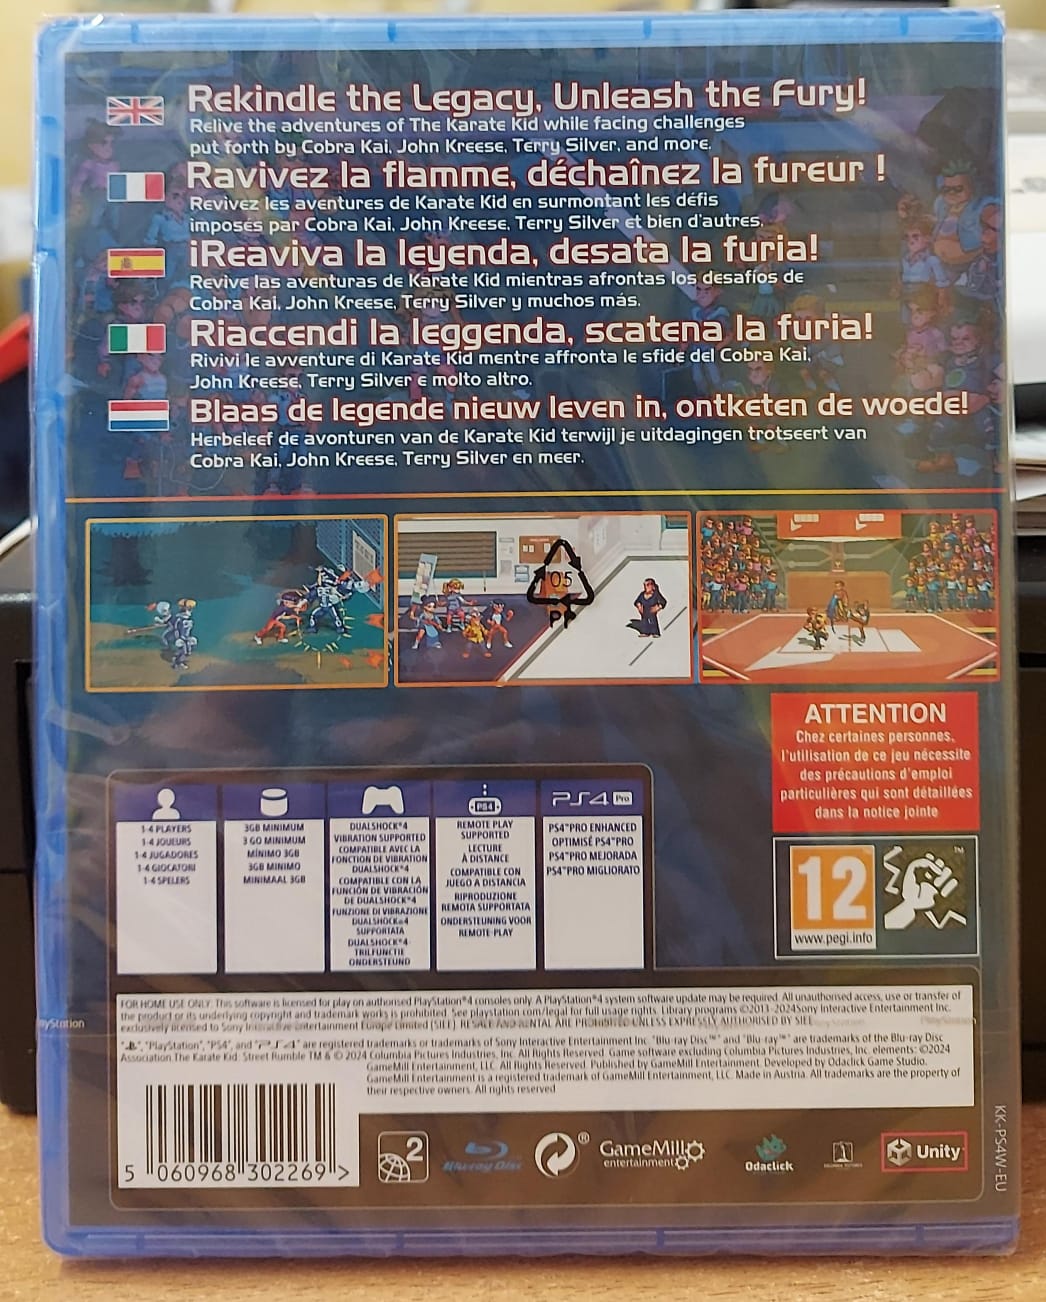 Rekindle the Legacy, Unleash the Fury!
Relive the adventures of The Karate Kid while facing challenges
put forth by Cobra Kai, John Kreese, Terry Silver, and more.
Ravivez la flamme, déchaînez la fureur !
Revivez les aventures de Karate Kid en surmontant les défis
imposés par Cobra Kai, John Kreese, Terry Silver et bien d'autres.
¡Reaviva la leyenda, desata la furia!
Revive las aventuras de Karate Kid mientras afrontas los desafíos de
Cobra Kai, John Kreese, Terry Silver y muchos más.
Riaccendi la leggenda, scatena la furia!
Rivivi le avventure di Karate Kid mentre affronta le sfide del Cobra Kai,
John Kreese, Terry Silver e molto altro.
Blaas de legende nieuw leven in, ontketen de woede!
Herbeleef de avonturen van de Karate Kid terwijl je uitdagingen trotseert van
Cobra Kai, John Kreese, Terry Silver en meer.
05
PP
ATTENTION
Chez certaines personnes,
l'utilisation de ce jeu nécessite
des précautions d'emploi
particulières qui sont détaillées
dans la notice jointe
1-4 PLAYERS
1-4 JOUEURS
1-4 JUGADORES
1-4 GIOCATORI
1-4 SPELERS
3GB MINIMUM
3 GO MINIMUM
MÍNIMO 3GB
3GB MINIMO
MINIMAAL 3GB
DUALSHOCK®4
VIBRATION SUPPORTED
COMPATIBLE AVEC LA
FONCTION DE VIBRATION
DUALSHOCK®4
COMPATIBLE CON LA
FUNCIÓN DE VIBRACIÓN
DE DUALSHOCK®4
FUNZIONE DI VIBRAZIONE
DUALSHOCK®4
SUPPORTATA
DUALSHOCK®4
TRILFUNCTIE
ONDERSTEUND
PS4
REMOTE PLAY
SUPPORTED
LECTURE
À DISTANCE
COMPATIBLE CON
JUEGO A DISTANCIA
RIPRODUZIONE
REMOTA SUPPORTATA
ONDERSTEUNING VOOR
REMOTE-PLAY
PS4 Pro
PS4™PRO ENHANCED
OPTIMISÉ PS4™PRO
PS4™PRO MEJORADA
PS4™PRO MIGLIORATO
12
www.pegi.info
™
FOR HOME USE ONLY: This software is licensed for play on authorised PlayStation®4 consoles only. A PlayStation®4 system software update may be required. All unauthorised access, use or transfer of
the product or its underlying copyright and trademark works is prohibited. See playstation.com/legal for full usage rights. Library programs ©2013-2024Sony Interactive Entertainment Inc.
exclusively licensed to Sony Interactive Entertainment Europe Limited (SIEE). RESALE AND RENTAL ARE PROHIBITED UNLESS EXPRESSLY AUTHORISED BY SIEE.
", "PlayStation", "PS4", and "PS4" are registered trademarks or trademarks of Sony Interactive Entertainment Inc. "Blu-ray Disc™" and "Blu-ray™" are trademarks of the Blu-ray Disc
Association.The Karate Kid: Street Rumble TM & © 2024 Columbia Pictures Industries, Inc. All Rights Reserved. Game software excluding Columbia Pictures Industries, Inc. elements: ©2024
GameMill Entertainment, LLC. All Rights Reserved. Published by GameMill Entertainment. Developed by Odaclick Game Studio.
GameMill Entertainment is a registered trademark of GameMill Entertainment, LLC. Made in Austria. All trademarks are the property of
their respective owners. All rights reserved
5 060968 302269 >
2
Blu-ray Disc
®
GameMill
entertainment
Odaclick
Unity
KK-PS4W-EU